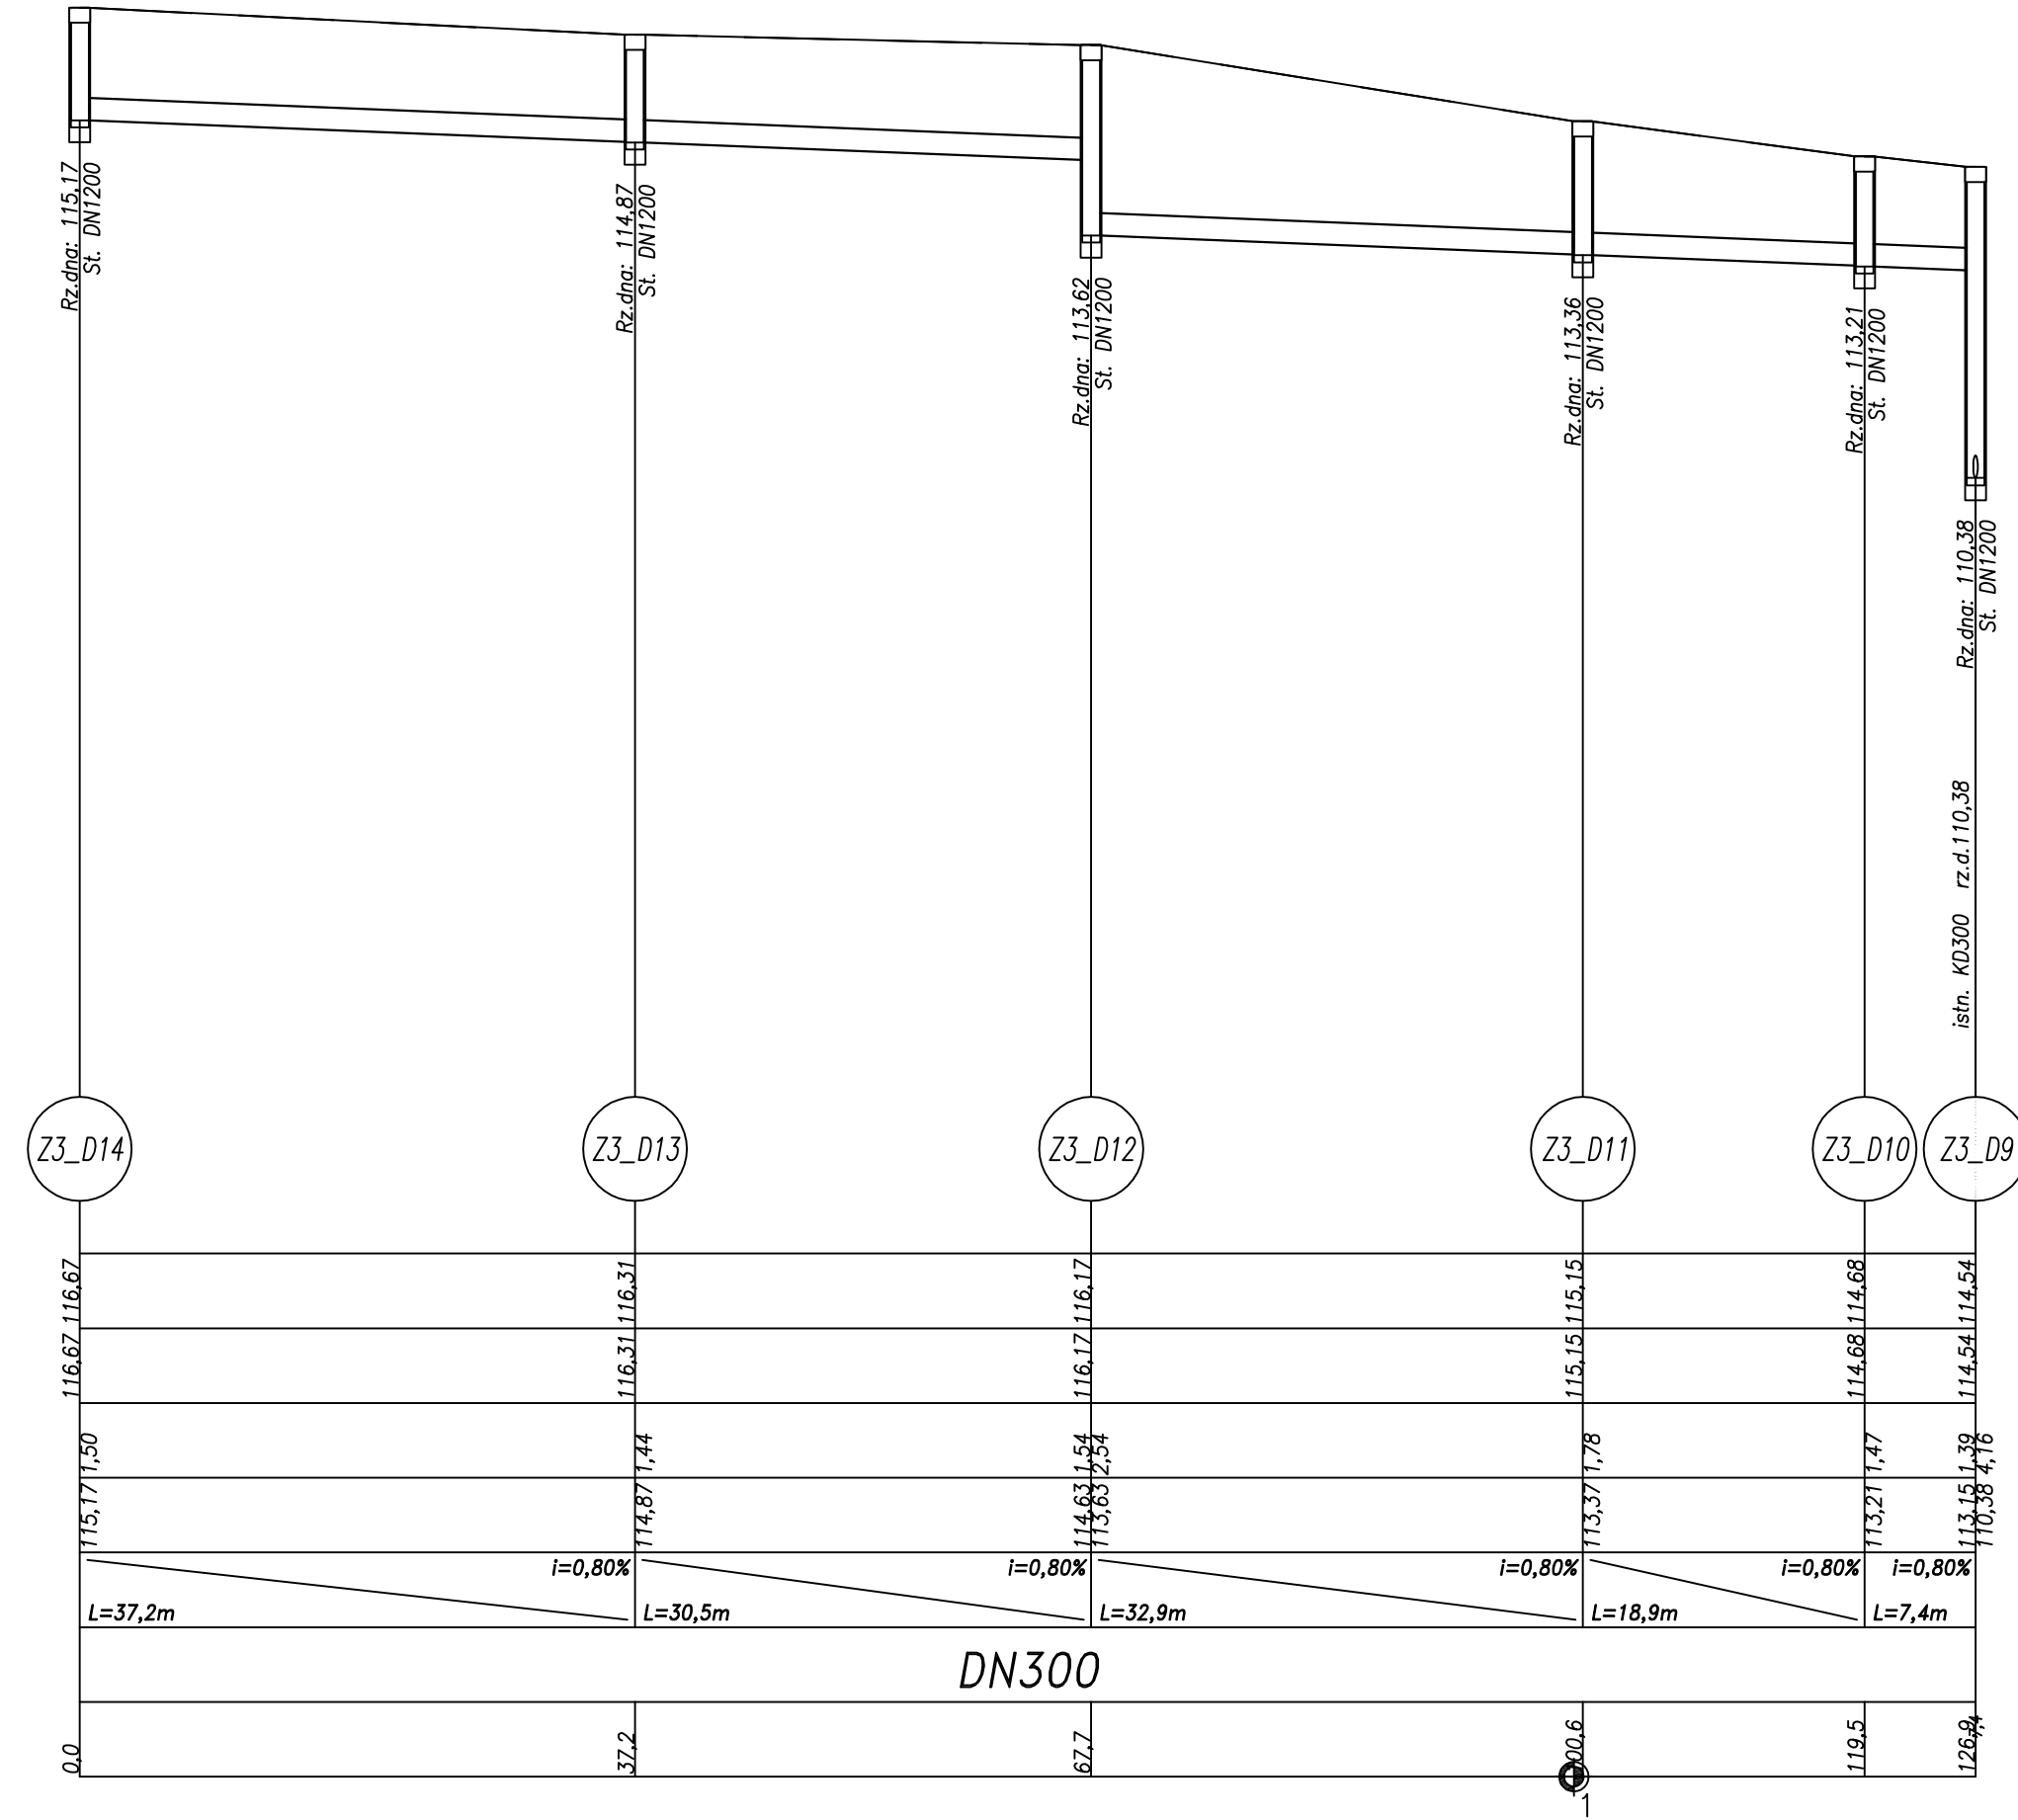 Rz.dna: 115,17
St. DN1200
Rz.dna: 114,87
St. DN1200
Rz.dna: 113,62
St. DN1200
Rz.dna: 113,36
St. DN1200
Rz.dna: 113,21
St. DN1200
Rz.dna: 110,38
St. DN1200
istn. KD300 rz.d.110,38
Z3_D14
Z3_D13
Z3_D12
Z3_D11
Z3_D10
Z3_D9
116,67
116,31
116,17
115,15
114,68
114,54
116,67
116,31
116,17
115,15
114,68
114,54
1,50
1,44
1,54
2,54
1,78
1,47
1,39
4,16
115,17
114,87
114,63
113,63
113,37
113,21
113,15
110,38
i=0,80%
i=0,80%
i=0,80%
i=0,80%
i=0,80%
L=37,2m
L=30,5m
L=32,9m
L=18,9m
L=7,4m
DN300
0,0
37,2
67,7
100,6
119,5
126,9
7,4
1